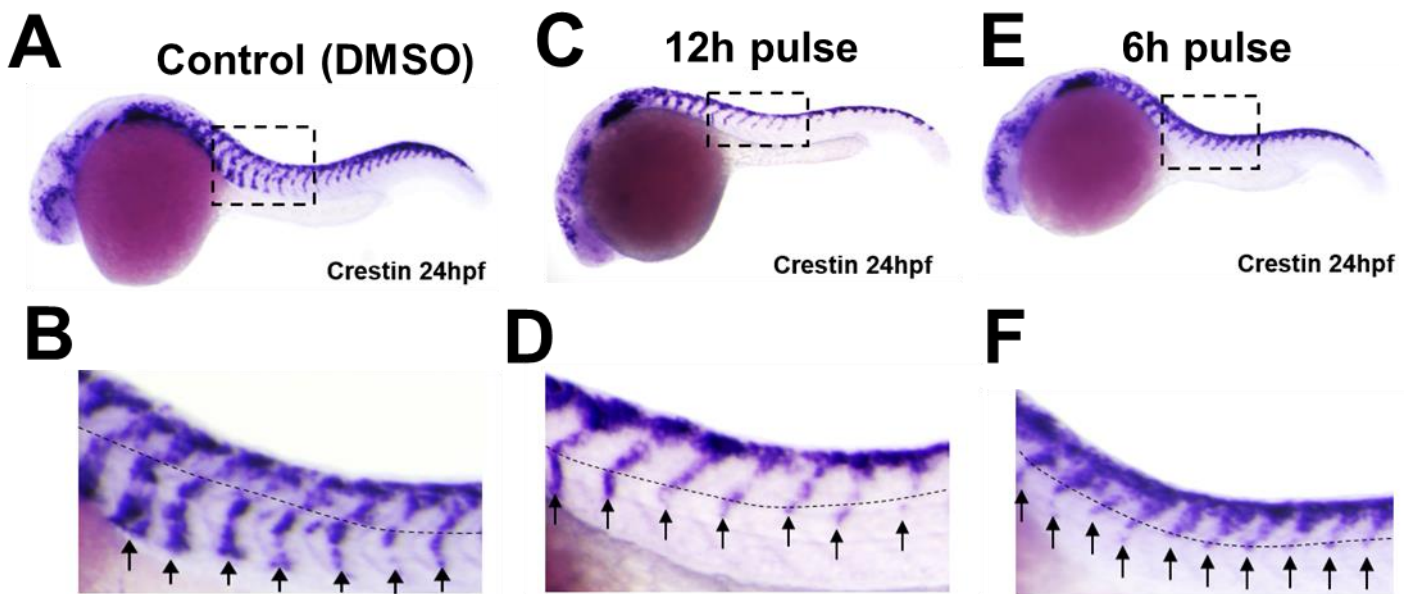 A
Control (DMSO)
Crestin 24hpf
C
12h pulse
Crestin 24hpf
E
6h pulse
Crestin 24hpf
B
D
F